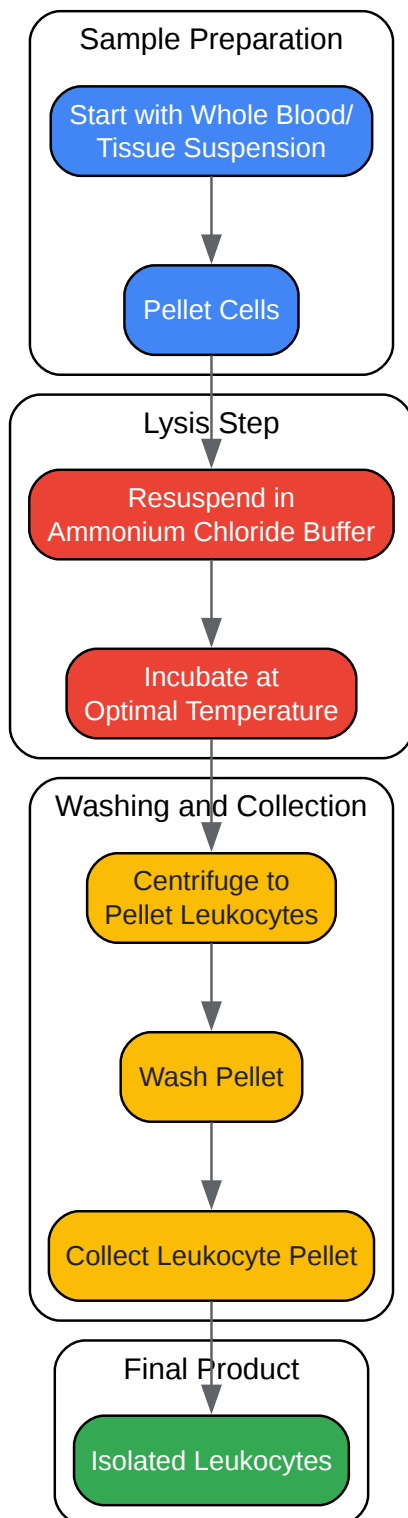 Sample Preparation
Start with Whole Blood/
Tissue Suspension
Pellet Cells
Lysis Step
Resuspend in
Ammonium Chloride Buffer
Incubate at
Optimal Temperature
Washing and Collection
Centrifuge to
Pellet Leukocytes
Wash Pellet
Collect Leukocyte Pellet
Final Product
Isolated Leukocytes